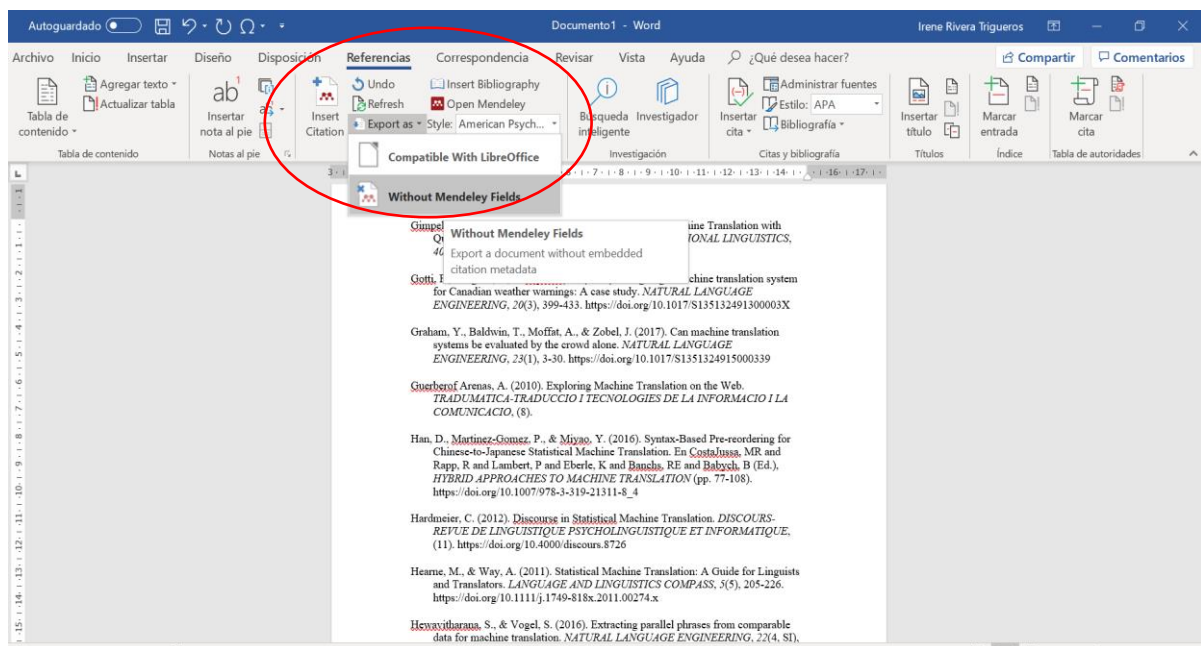 Autoguardado
Documento1 - Word
Irene Rivera Trigueros
Archivo Inicio Insertar Diseño Disposición Referencias Correspondencia Revisar Vista Ayuda ¿Qué desea hacer? Compartir Comentarios
Tabla de contenido
Agregar texto
Actualizar tabla
Tabla de contenido
ab
Insertar nota al pie
Notas al pie
Insert Citation
Undo
Refresh
Export as
Insert Bibliography
Open Mendeley
Style: American Psych...
Compatible With LibreOffice
Without Mendeley Fields
Without Mendeley Fields
Export a document without embedded
citation metadata
Búsqueda inteligente
Investigador
Investigación
Insertar cita
Administrar fuentes
Estilo: APA
Bibliografía
Citas y bibliografía
Insertar título
Títulos
Marcar entrada
Índice
Marcar cita
Tabla de autoridades
Gimpel
ine Translation with
IONAL LINGUISTICS,
40
Gotti,
chine translation system
for Canadian weather warnings: A case study. NATURAL LANGUAGE
ENGINEERING, 20(3), 399-433. https://doi.org/10.1017/S135132491300003X
Graham, Y., Baldwin, T., Moffat, A., & Zobel, J. (2017). Can machine translation
systems be evaluated by the crowd alone. NATURAL LANGUAGE
ENGINEERING, 23(1), 3-30. https://doi.org/10.1017/S1351324915000339
Guerberof Arenas, A. (2010). Exploring Machine Translation on the Web.
TRADUMATICA-TRADUCCIO I TECNOLOGIES DE LA INFORMACIO I LA
COMUNICACIO, (8).
Han, D., Martinez-Gomez, P., & Miyao, Y. (2016). Syntax-Based Pre-reordering for
Chinese-to-Japanese Statistical Machine Translation. En CostaJussa, MR and
Rapp, R and Lambert, P and Eberle, K and Banchs, RE and Babych, B (Ed.),
HYBRID APPROACHES TO MACHINE TRANSLATION (pp. 77-108).
https://doi.org/10.1007/978-3-319-21311-8_4
Hardmeier, C. (2012). Discourse in Statistical Machine Translation. DISCOURS-
REVUE DE LINGUISTIQUE PSYCHOLINGUISTIQUE ET INFORMATIQUE,
(11). https://doi.org/10.4000/discours.8726
Hearne, M., & Way, A. (2011). Statistical Machine Translation: A Guide for Linguists
and Translators. LANGUAGE AND LINGUISTICS COMPASS, 5(5), 205-226.
https://doi.org/10.1111/j.1749-818x.2011.00274.x
Hewavitharana, S., & Vogel, S. (2016). Extracting parallel phrases from comparable
data for machine translation. NATURAL LANGUAGE ENGINEERING, 22(4, SI),